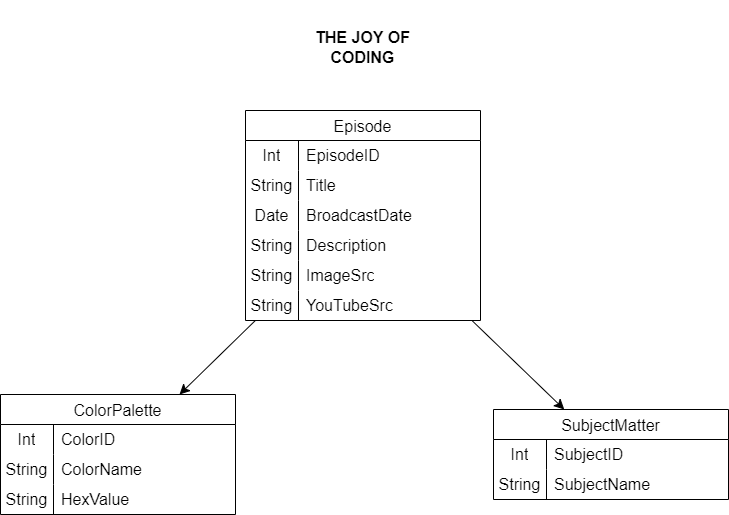 THE JOY OF
CODING
Episode
Int EpisodeID
String Title
Date BroadcastDate
String Description
String ImageSrc
String YouTubeSrc
ColorPalette
Int ColorID
String ColorName
String HexValue
SubjectMatter
Int SubjectID
String SubjectName